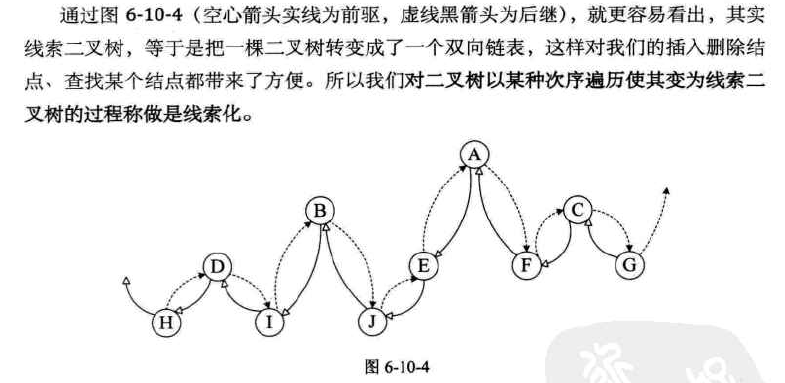 通过图 6-10-4（空心箭头实线为前驱，虚线黑箭头为后继），就更容易看出，其实
线索二叉树，等于是把一棵二叉树转变成了一个双向链表，这样对我们的插入删除结
点、查找某个结点都带来了方便。所以我们对二叉树以某种次序遍历使其变为线索二
叉树的过程称做是线索化。
A
B
C
D
E
F
G
H
I
J
图 6-10-4